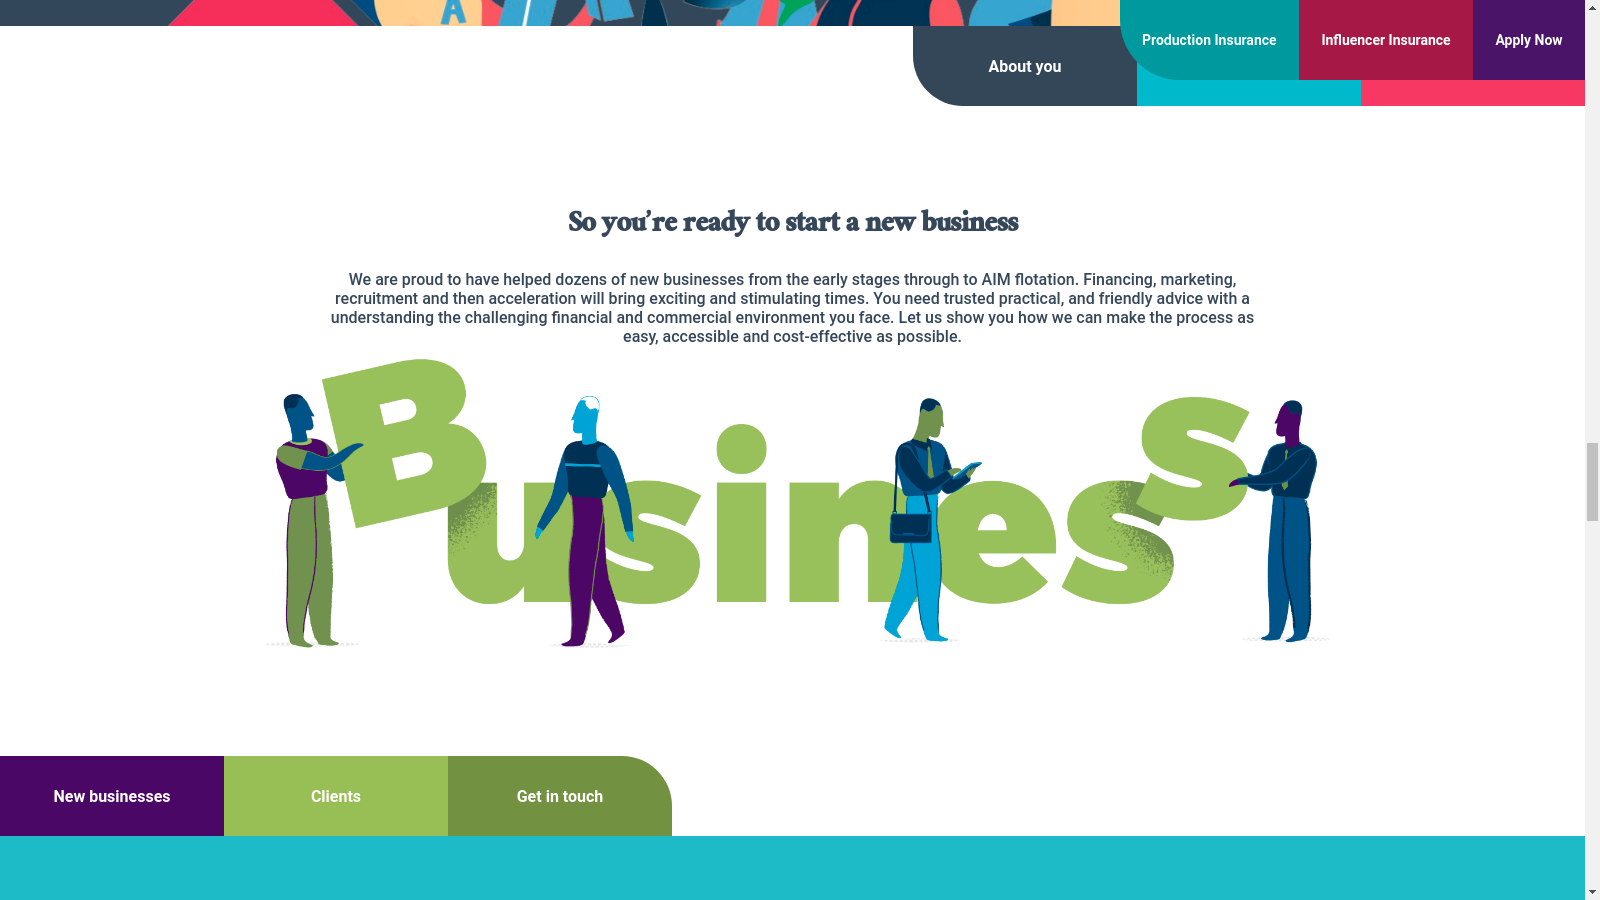 Production Insurance
Influencer Insurance
Apply Now
About you
So you're ready to start a new business
We are proud to have helped dozens of new businesses from the early stages through to AIM flotation. Financing, marketing,
recruitment and then acceleration will bring exciting and stimulating times. You need trusted practical, and friendly advice with a
understanding the challenging financial and commercial environment you face. Let us show you how we can make the process as
easy, accessible and cost-effective as possible.
Business
New businesses
Clients
Get in touch